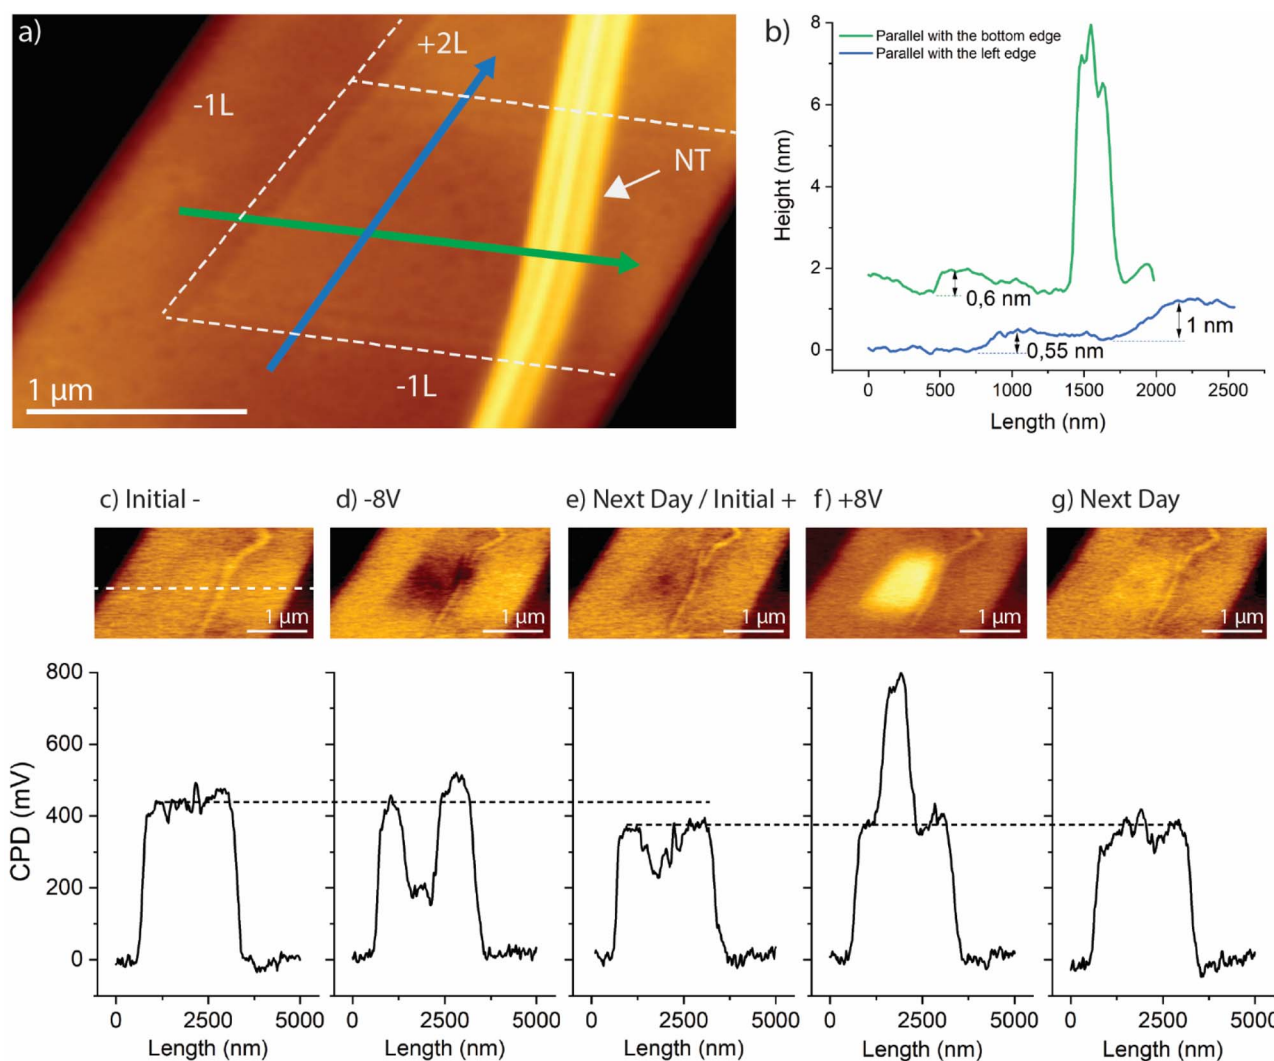 a)
+2L
-1L
NT
-1L
1 µm
b)
Parallel with the bottom edge
Parallel with the left edge
8
6
4
2
0
Height (nm)
0,6 nm
1 nm
0,55 nm
0 500 1000 1500 2000 2500
Length (nm)
c) Initial - d) -8V e) Next Day / Initial + f) +8V g) Next Day
1 µm 1 µm 1 µm 1 µm 1 µm
800
600
400
200
0
CPD (mV)
0 2500 5000 0 2500 5000 0 2500 5000 0 2500 5000 0 2500 5000
Length (nm) Length (nm) Length (nm) Length (nm) Length (nm)